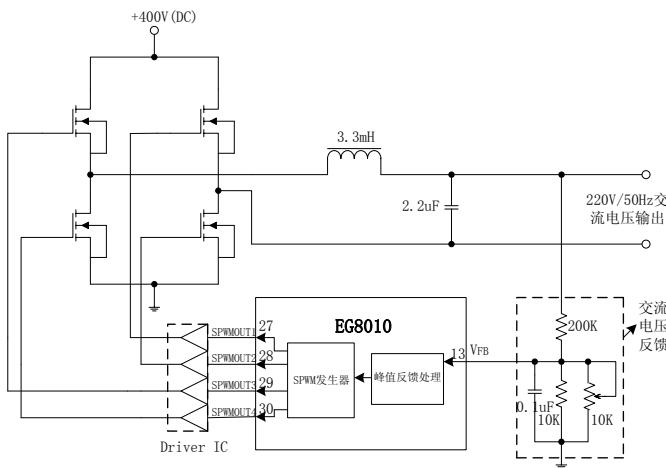 +400V(DC)
3.3mH
2.2uF
220V/50Hz交
流电压输出
EG8010
SPWMOUT1
27
SPWMOUT2
28
SPWMOUT3
29
SPWMOUT4
30
SPWM发生器
峰值反馈处理
13
VFB
200K
交流
电压
反馈
0.1uF
10K
10K
Driver IC